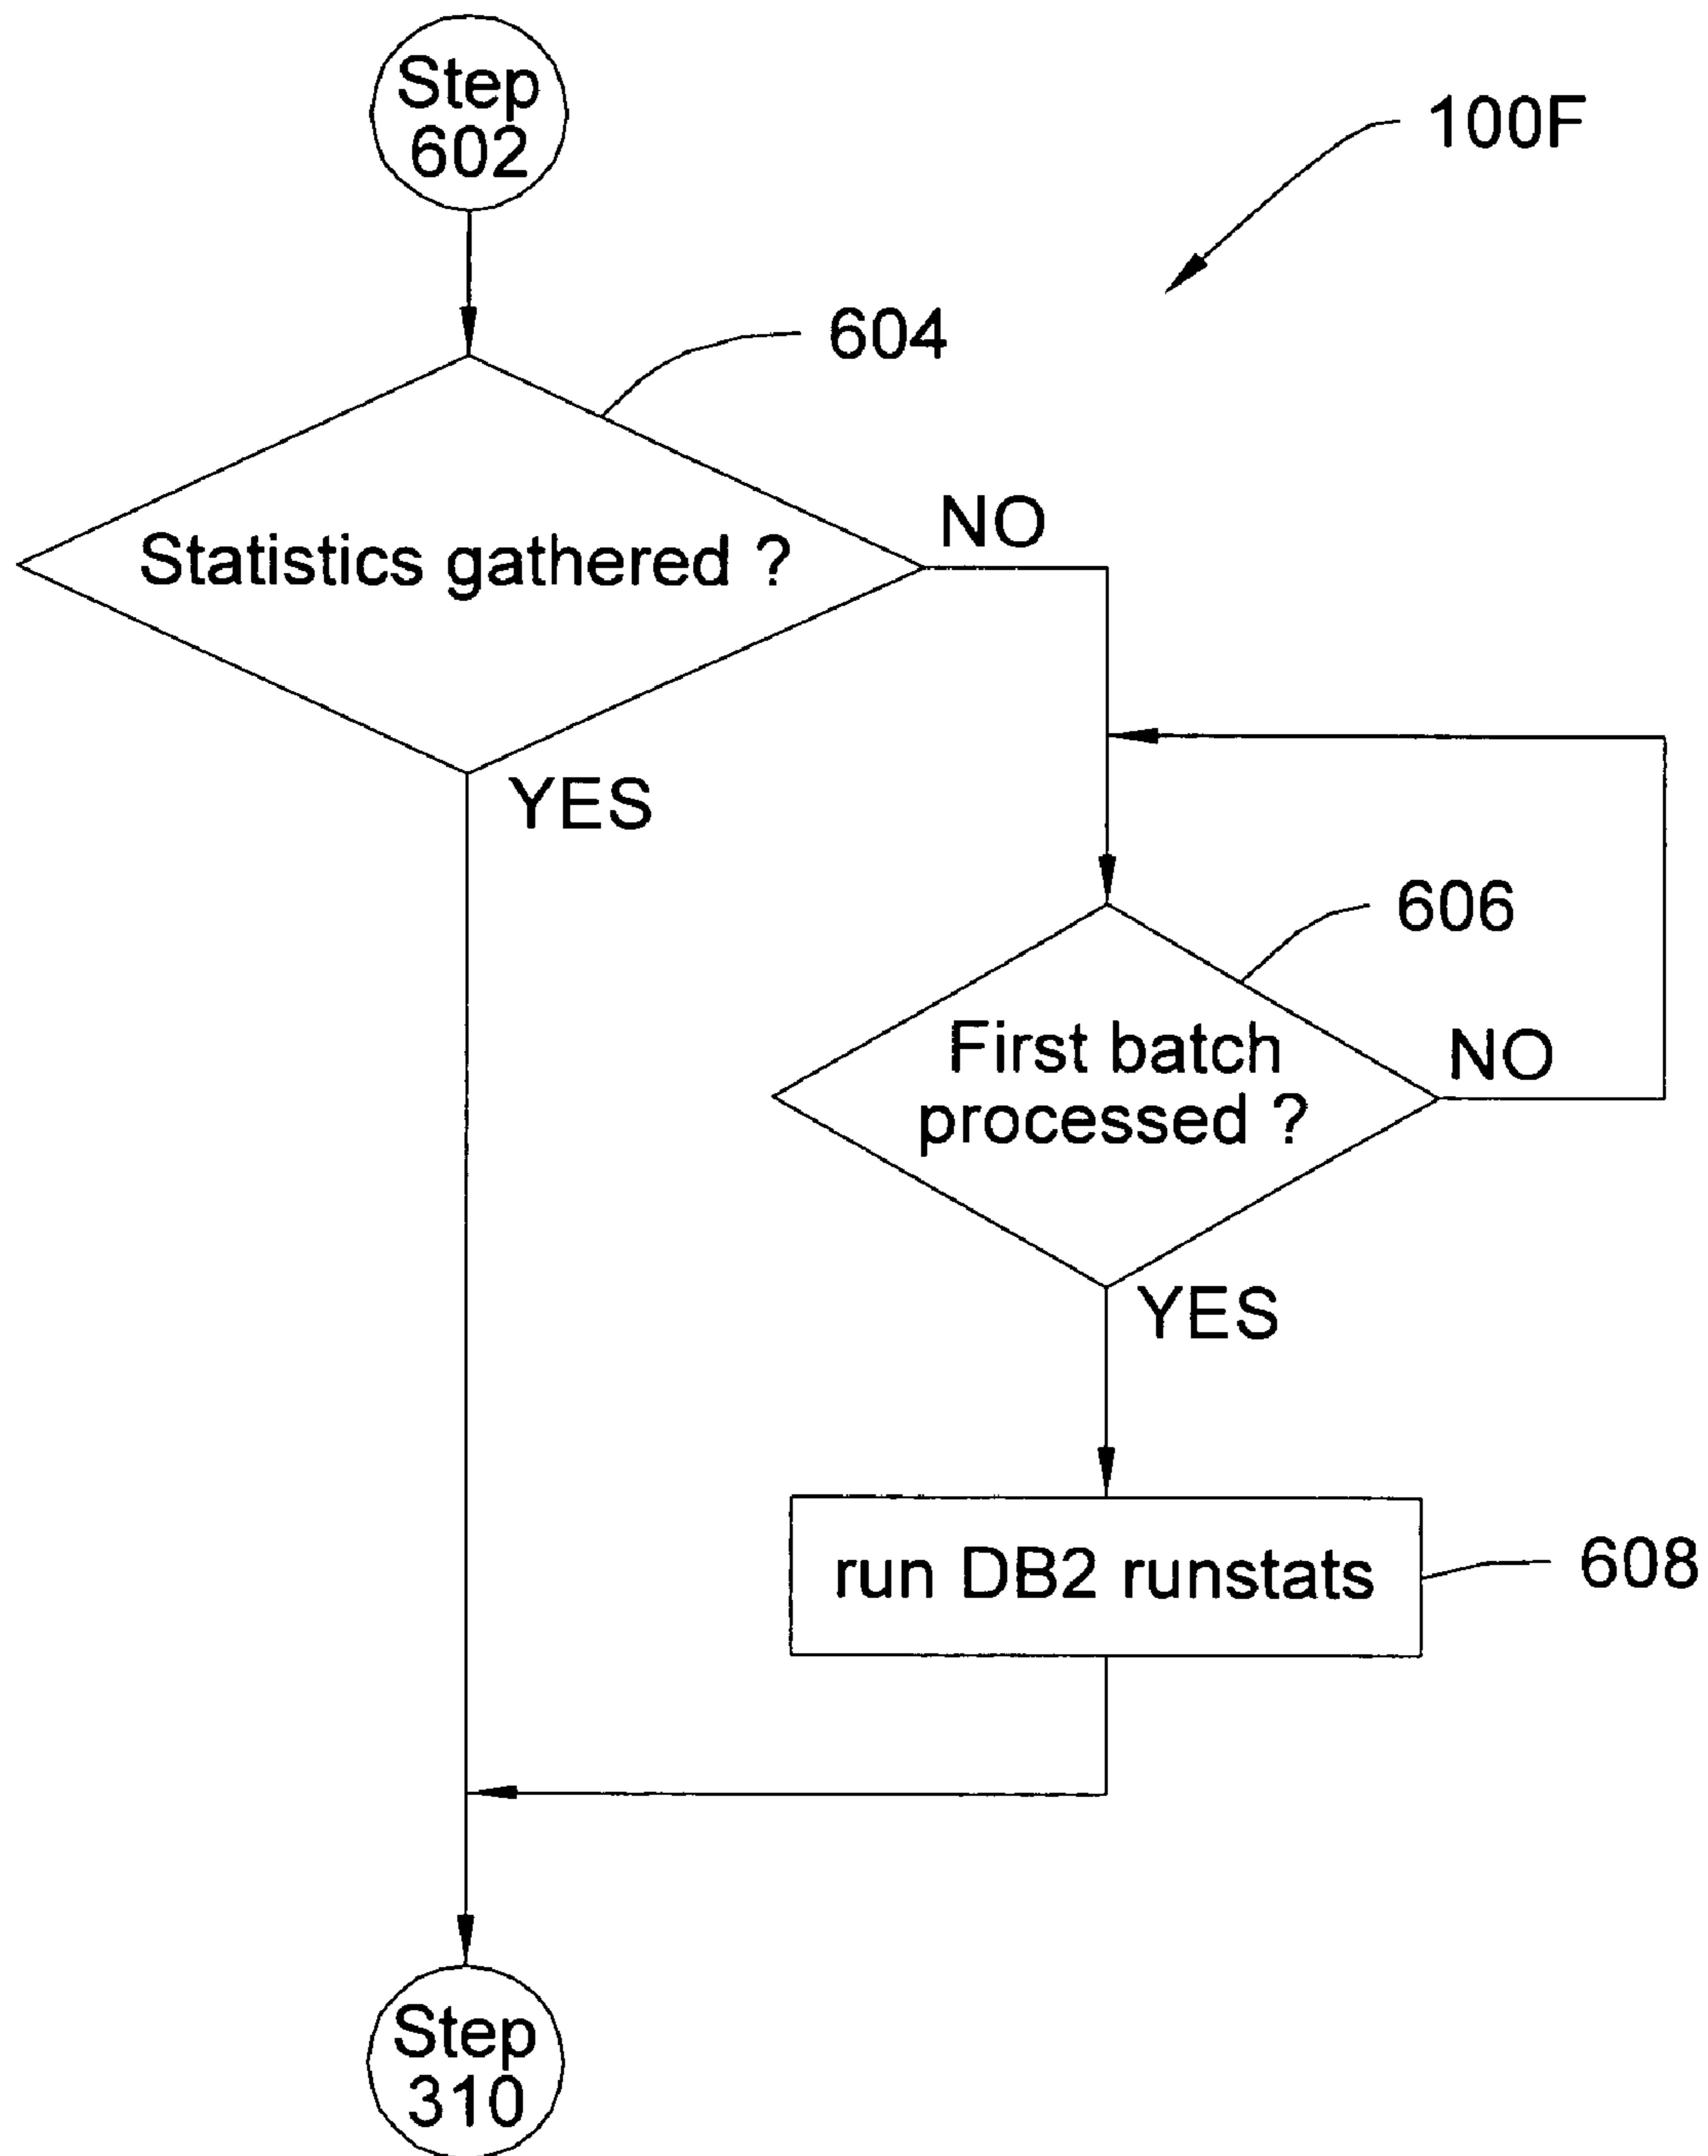 Step
602
100F
604
Statistics gathered ?
NO
YES
606
First batch
processed ?
NO
YES
run DB2 runstats
608
Step
310